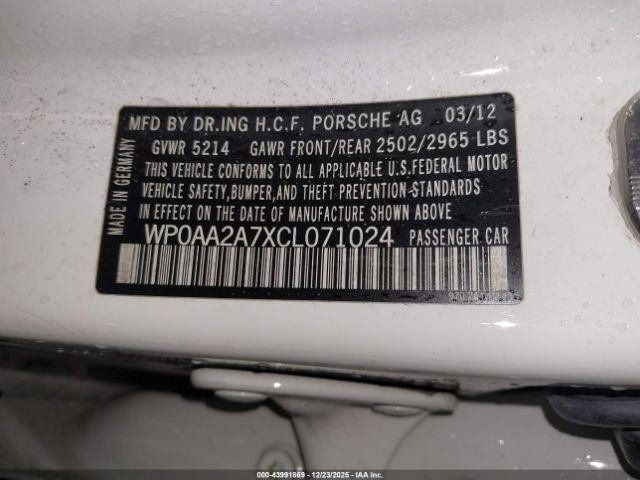 MFD BY DR.ING H.C.F. PORSCHE AG 03/12
GVWR 5214 GAWR FRONT/REAR 2502/2965 LBS
THIS VEHICLE CONFORMS TO ALL APPLICABLE U.S.FEDERAL MOTOR
VEHICLE SAFETY,BUMPER,AND THEFT PREVENTION-STANDARDS
IN EFFECT ON THE DATE OF MANUFACTURE SHOWN ABOVE
WP0AA2A7XCL071024 PASSENGER CAR
MADE IN GERMANY
000-43991869 | 12/23/2025 | IAA Inc.